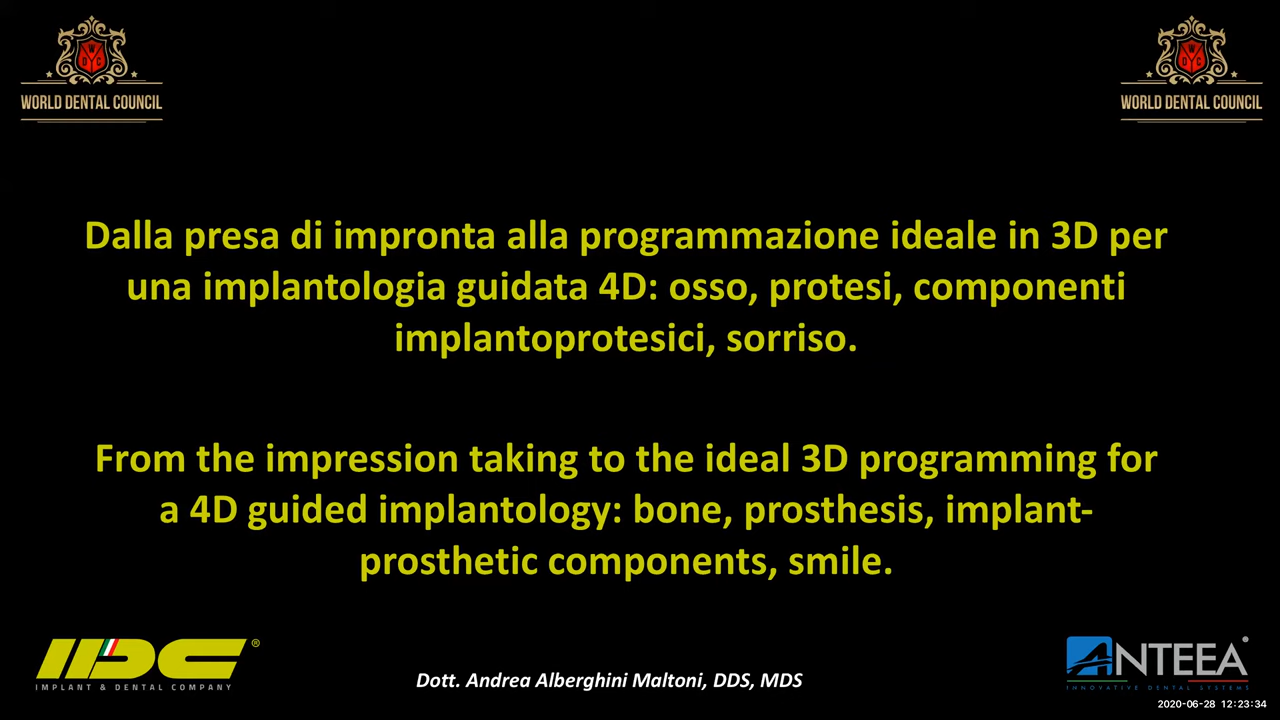 WORLD DENTAL COUNCIL
WORLD DENTAL COUNCIL
Dalla presa di impronta alla programmazione ideale in 3D per
una implantologia guidata 4D: osso, protesi, componenti
implantoprotesici, sorriso.
From the impression taking to the ideal 3D programming for
a 4D guided implantology: bone, prosthesis, implant-
prosthetic components, smile.
IDC®
IMPLANT & DENTAL COMPANY
Dott. Andrea Alberghini Maltoni, DDS, MDS
ANTEEA
INNOVATIVE DENTAL SYSTEMS
2020-06-28 12:23:34